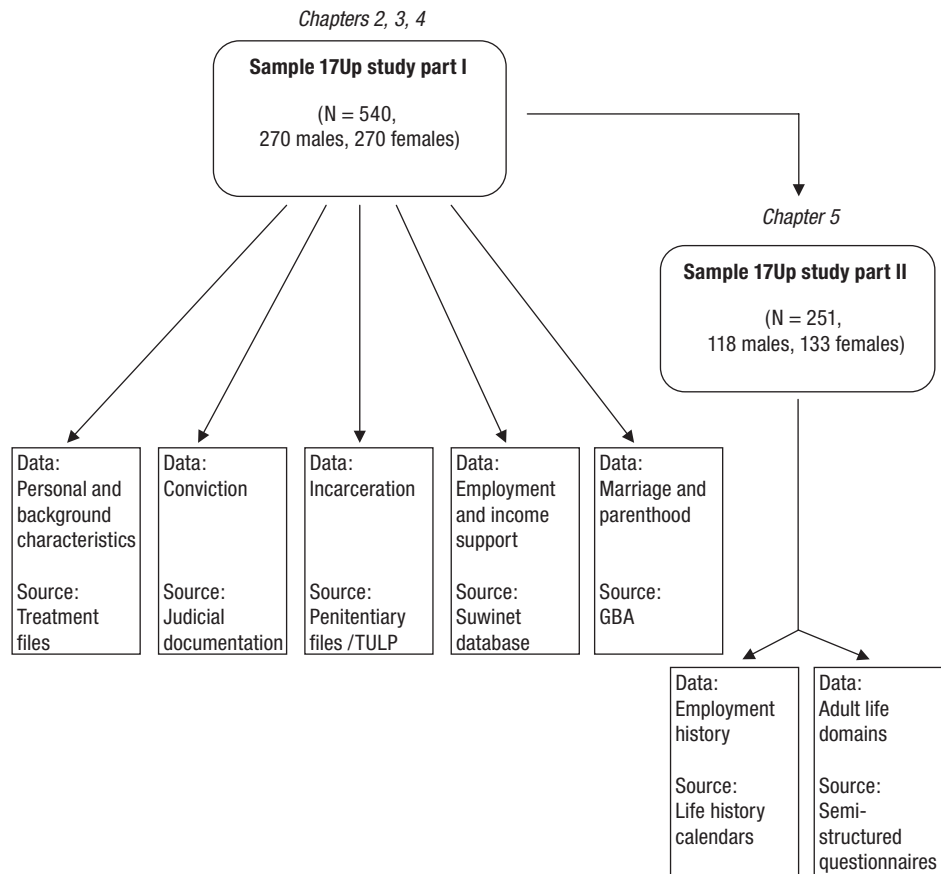 Chapters 2, 3, 4
Sample 17Up study part I
(N = 540,
270 males, 270 females)
Chapter 5
Sample 17Up study part II
(N = 251,
118 males, 133 females)
Data:
Personal and
background
characteristics
Source:
Treatment
files
Data:
Conviction
Source:
Judicial
documentation
Data:
Incarceration
Source:
Penitentiary
files /TULP
Data:
Employment
and income
support
Source:
Suwinet
database
Data:
Marriage and
parenthood
Source:
GBA
Data:
Employment
history
Source:
Life history
calendars
Data:
Adult life
domains
Source:
Semi-
structured
questionnaires